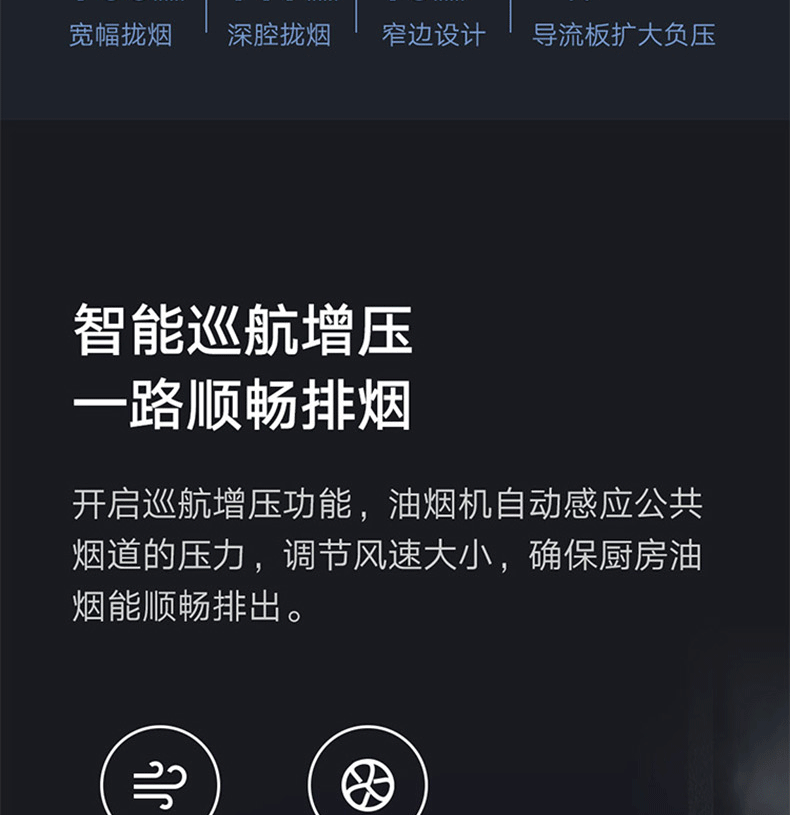 宽幅拢烟
深腔拢烟
窄边设计
导流板扩大负压
智能巡航增压
一路顺畅排烟
开启巡航增压功能，油烟机自动感应公共
烟道的压力，调节风速大小，确保厨房油
烟能顺畅排出。